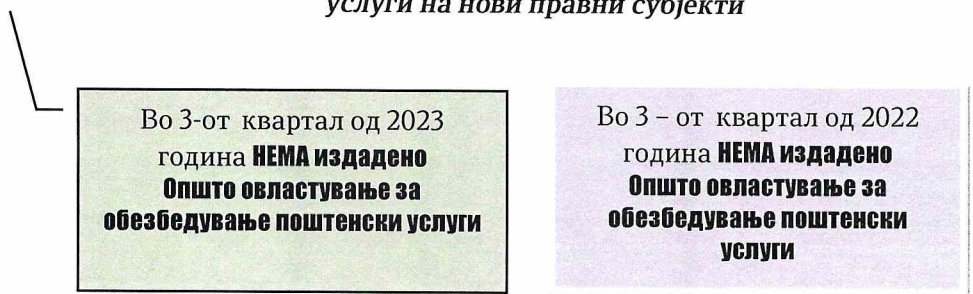 услуги на нови правни субјекти
Во 3-от квартал од 2023
година НЕМА издадено
Општо овластување за
обезбедување поштенски услуги
Во 3 – от квартал од 2022
година НЕМА издадено
Општо овластување за
обезбедување поштенски
услуги